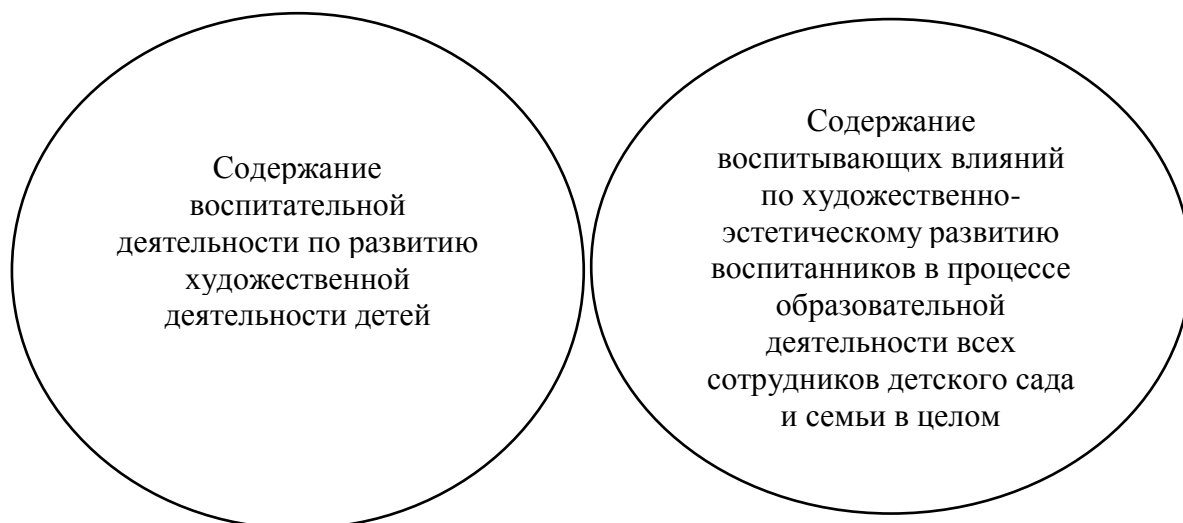 Содержание
воспитательной
деятельности по развитию
художественной
деятельности детей
Содержание
воспитывающих влияний
по художественно-
эстетическому развитию
воспитанников в процессе
образовательной
деятельности всех
сотрудников детского сада
и семьи в целом